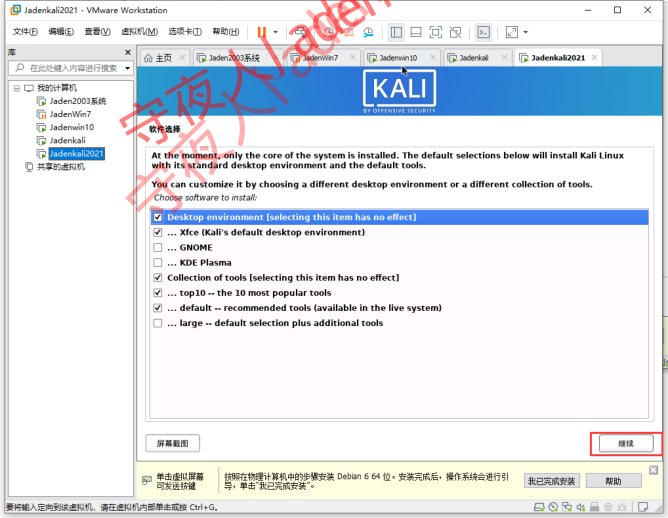 Jadenkali2021 - VMware Workstation
文件(F) 编辑(E) 查看(V) 虚拟机(M) 选项卡(T) 帮助(H)
库
在此处键入内容进行搜索
我的计算机
Jaden2003系统
JadenWin7
Jadenwin10
Jadenkali
Jadenkali2021
共享的虚拟机
主页 Jaden2003系统 JadenWin7 Jadenwin10 Jadenkali Jadenkali2021
守夜人/Jaden
守夜人/Jaden
KALI
BY OFFENSIVE SECURITY
软件选择
At the moment, only the core of the system is installed. The default selections below will install Kali Linux
with its standard desktop environment and the default tools.
You can customize it by choosing a different desktop environment or a different collection of tools.
Choose software to install:
Desktop environment [selecting this item has no effect]
... Xfce (Kali's default desktop environment)
... GNOME
... KDE Plasma
Collection of tools [selecting this item has no effect]
... top10 -- the 10 most popular tools
... default -- recommended tools (available in the live system)
... large -- default selection plus additional tools
屏幕截图
继续
单击虚拟屏幕
可发送按键
按照在物理计算机中的步骤安装 Debian 6 64 位。安装完成后，操作系统会进行引
导，单击"我已完成安装"。
我已完成安装
帮助
要将输入定向到该虚拟机，请在虚拟机内部单击或按 Ctrl+G。